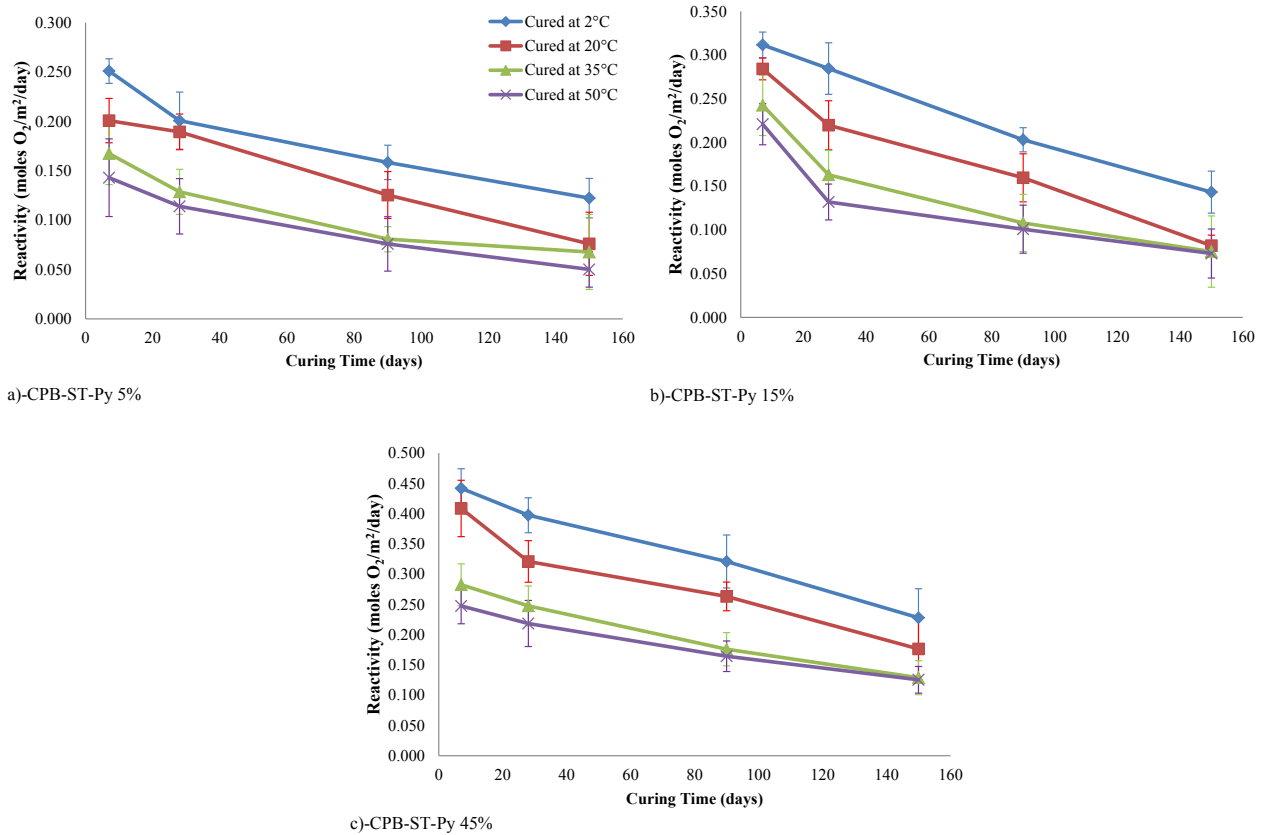 0.300
0.250
0.200
0.150
0.100
0.050
0.000
Reactivity (moles O₂/m²/day)
0 20 40 60 80 100 120 140 160
Curing Time (days)
Cured at 2°C
Cured at 20°C
Cured at 35°C
Cured at 50°C
a)-CPB-ST-Py 5%
0.350
0.300
0.250
0.200
0.150
0.100
0.050
0.000
Reactivity (moles O₂/m²/day)
0 20 40 60 80 100 120 140 160
Curing Time (days)
b)-CPB-ST-Py 15%
0.500
0.450
0.400
0.350
0.300
0.250
0.200
0.150
0.100
0.050
0.000
Reactivity (moles O₂/m²/day)
0 20 40 60 80 100 120 140 160
Curing Time (days)
c)-CPB-ST-Py 45%